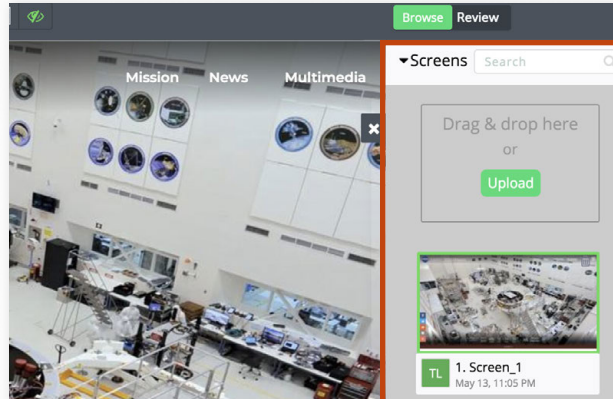 Browse Review
Mission News Multimedia
Screens Search
Drag & drop here
or
Upload
TL 1. Screen_1
May 13, 11:05 PM